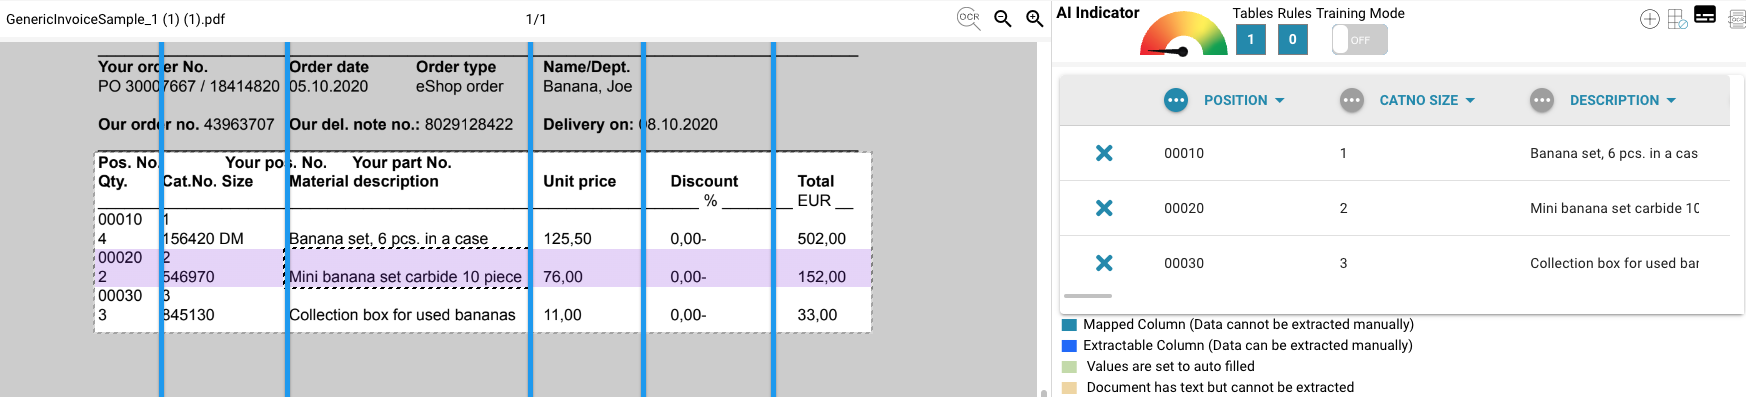 GenericInvoiceSample_1 (1) (1).pdf
1/1
OCR
Your order No.
Order date
Order type
Name/Dept.
PO 30007667 / 18414820
05.10.2020
eShop order
Banana, Joe
Our order no. 43963707
Our del. note no.: 8029128422
Delivery on: 08.10.2020
Pos. No.
Your pos. No.
Your part No.
Qty.
Cat.No. Size
Material description
Unit price
Discount
Total
%
EUR
00010
1
4
156420 DM
Banana set, 6 pcs. in a case
125,50
0,00-
502,00
00020
2
2
546970
Mini banana set carbide 10 piece
76,00
0,00-
152,00
00030
3
3
845130
Collection box for used bananas
11,00
0,00-
33,00
AI Indicator
Tables Rules Training Mode
1
0
OFF
OCR
POSITION
CATNO SIZE
DESCRIPTION
00010
1
Banana set, 6 pcs. in a cas
00020
2
Mini banana set carbide 10
00030
3
Collection box for used bar
Mapped Column (Data cannot be extracted manually)
Extractable Column (Data can be extracted manually)
Values are set to auto filled
Document has text but cannot be extracted